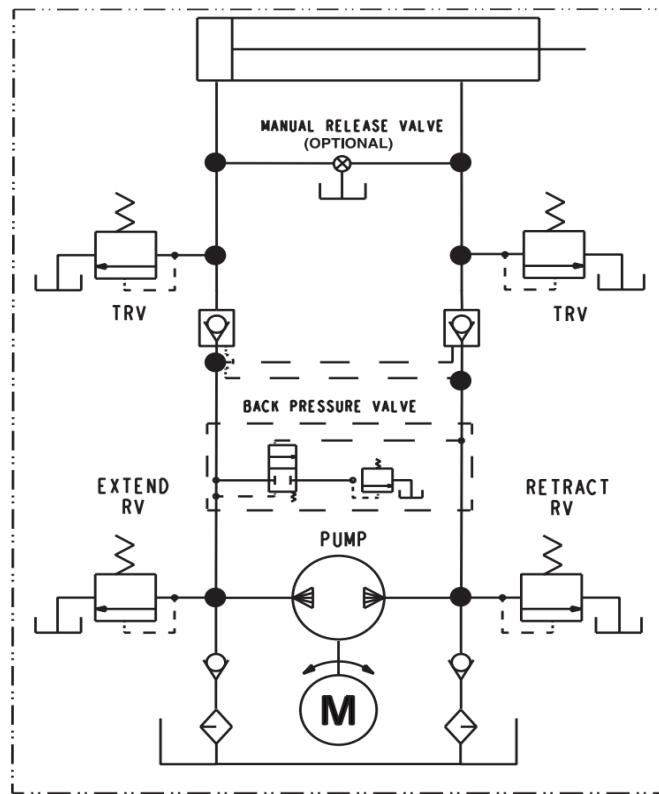 MANUAL RELEASE VALVE
(OPTIONAL)
TRV
TRV
BACK PRESSURE VALVE
EXTEND
RV
RETRACT
RV
PUMP
M